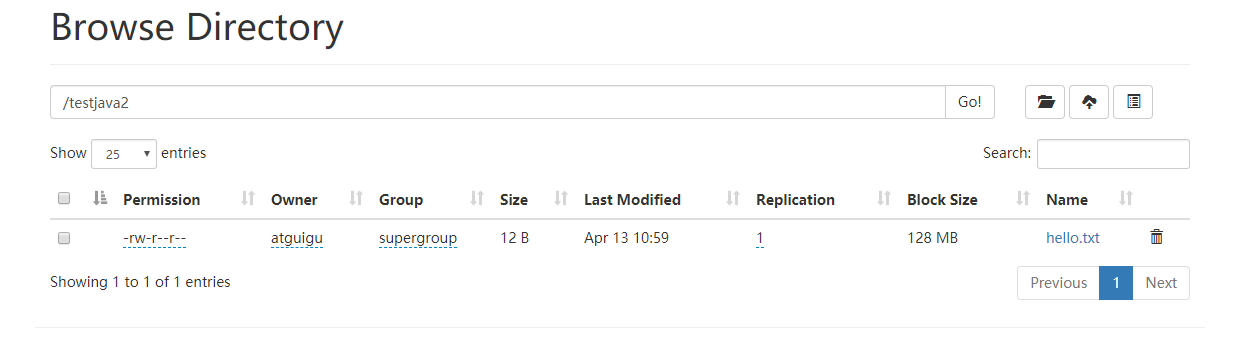 Browse Directory
/testjava2 Go!
Show 25 entries Search:
Permission Owner Group Size Last Modified Replication Block Size Name
-rw-r--r-- atguigu supergroup 12 B Apr 13 10:59 1 128 MB hello.txt
Showing 1 to 1 of 1 entries Previous 1 Next